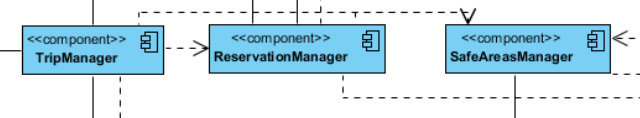 <<component>>
TripManager
<<component>>
ReservationManager
<<component>>
SafeAreasManager